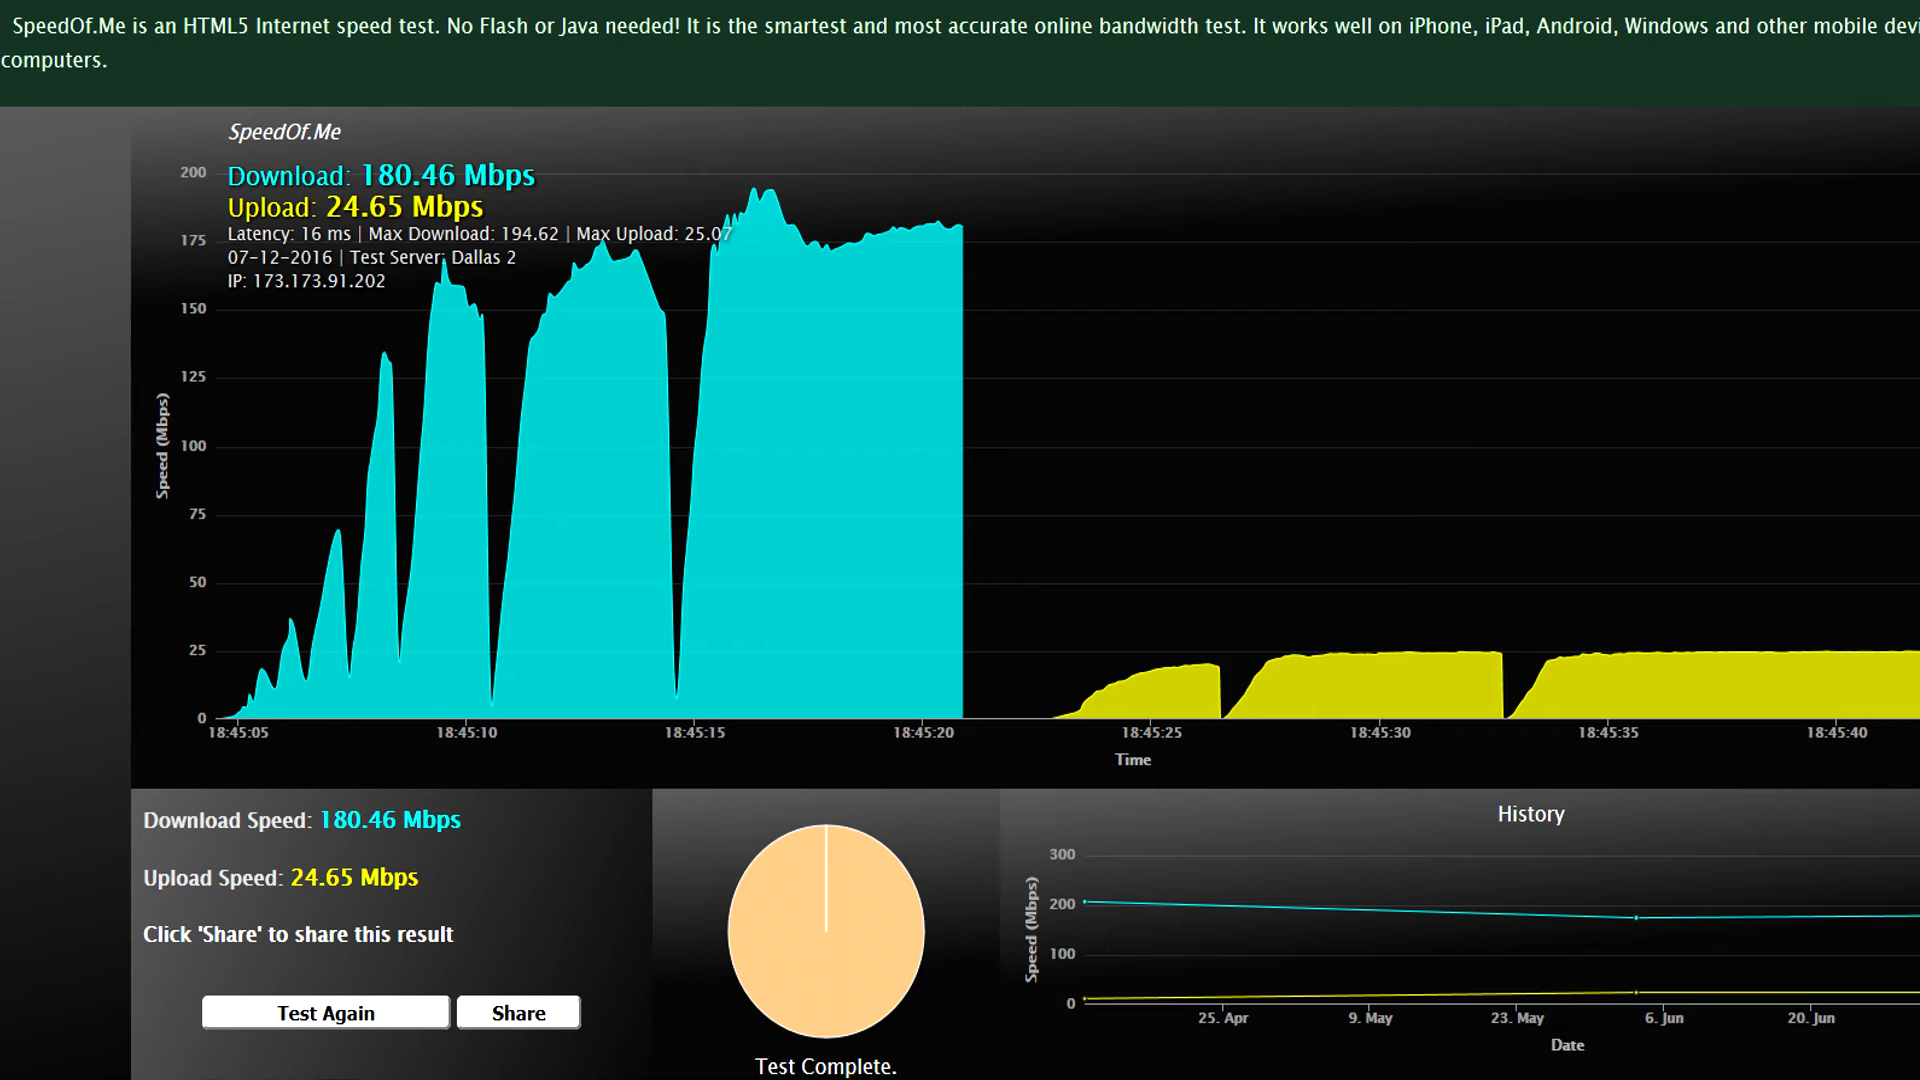 SpeedOf.Me is an HTML5 Internet speed test. No Flash or Java needed! It is the smartest and most accurate online bandwidth test. It works well on iPhone, iPad, Android, Windows and other mobile devi
computers.
SpeedOf.Me
Download: 180.46 Mbps
Upload: 24.65 Mbps
Latency: 16 ms | Max Download: 194.62 | Max Upload: 25.07
07-12-2016 | Test Server: Dallas 2
IP: 173.173.91.202
200
175
150
125
100
75
50
25
0
Speed (Mbps)
18:45:05 18:45:10 18:45:15 18:45:20 18:45:25 18:45:30 18:45:35 18:45:40
Time
Download Speed: 180.46 Mbps
Upload Speed: 24.65 Mbps
Click 'Share' to share this result
Test Again Share
Test Complete.
History
300
200
100
0
Speed (Mbps)
25. Apr 9. May 23. May 6. Jun 20. Jun
Date